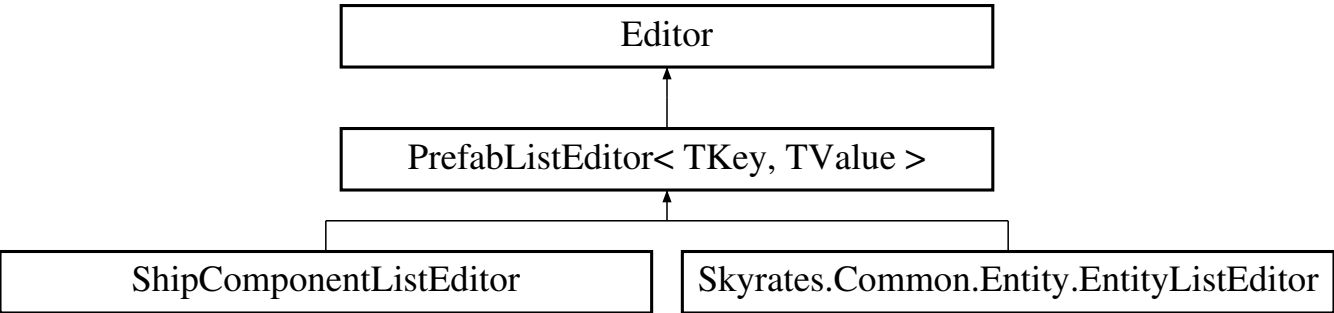 Editor
PrefabListEditor< TKey, TValue >
ShipComponentListEditor
Skyrates.Common.Entity.EntityListEditor